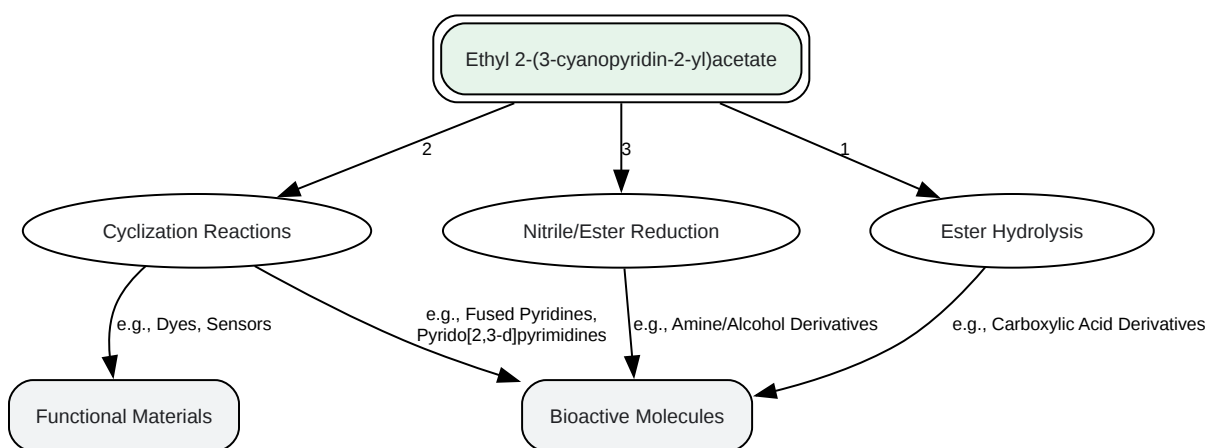 Ethyl 2-(3-cyanopyridin-2-yl)acetate
2
3
1
Cyclization Reactions
Nitrile/Ester Reduction
Ester Hydrolysis
e.g., Dyes, Sensors
e.g., Fused Pyridines,
Pyrido[2,3-d]pyrimidines
e.g., Amine/Alcohol Derivatives
e.g., Carboxylic Acid Derivatives
Functional Materials
Bioactive Molecules